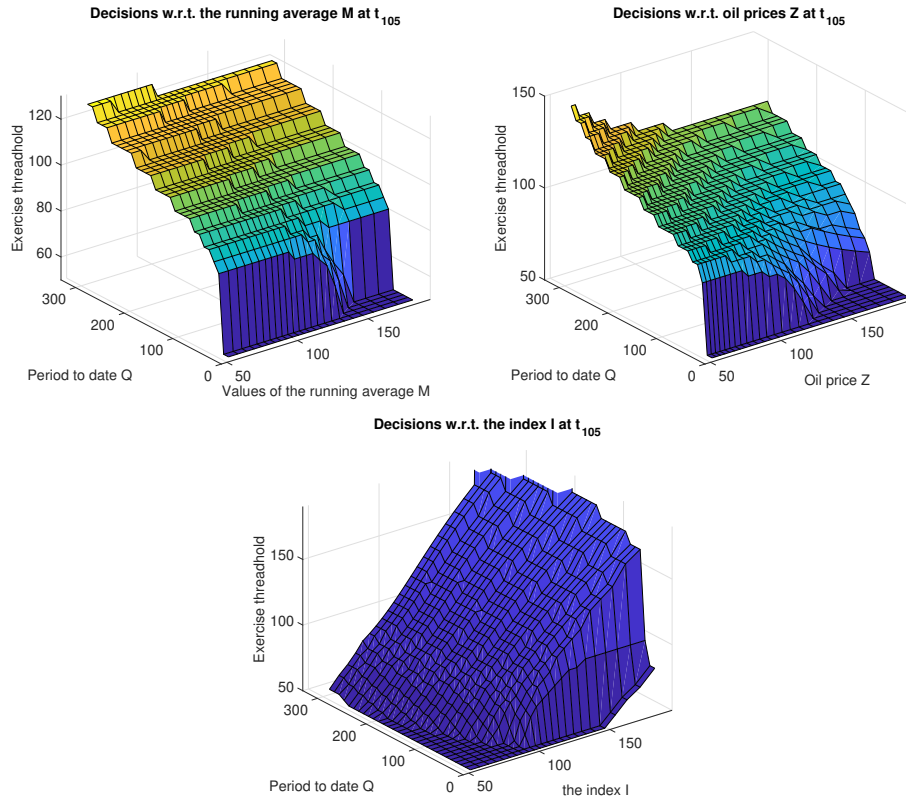 Decisions w.r.t. the running average M at t105
Exercise threadhold
120
100
80
60
300
200
100
0
50
100
150
Period to date Q
Values of the running average M
Decisions w.r.t. oil prices Z at t105
Exercise threadhold
150
100
50
300
200
100
0
50
100
150
Period to date Q
Oil price Z
Decisions w.r.t. the index I at t105
Exercise threadhold
150
100
50
300
200
100
0
50
100
150
Period to date Q
the index I